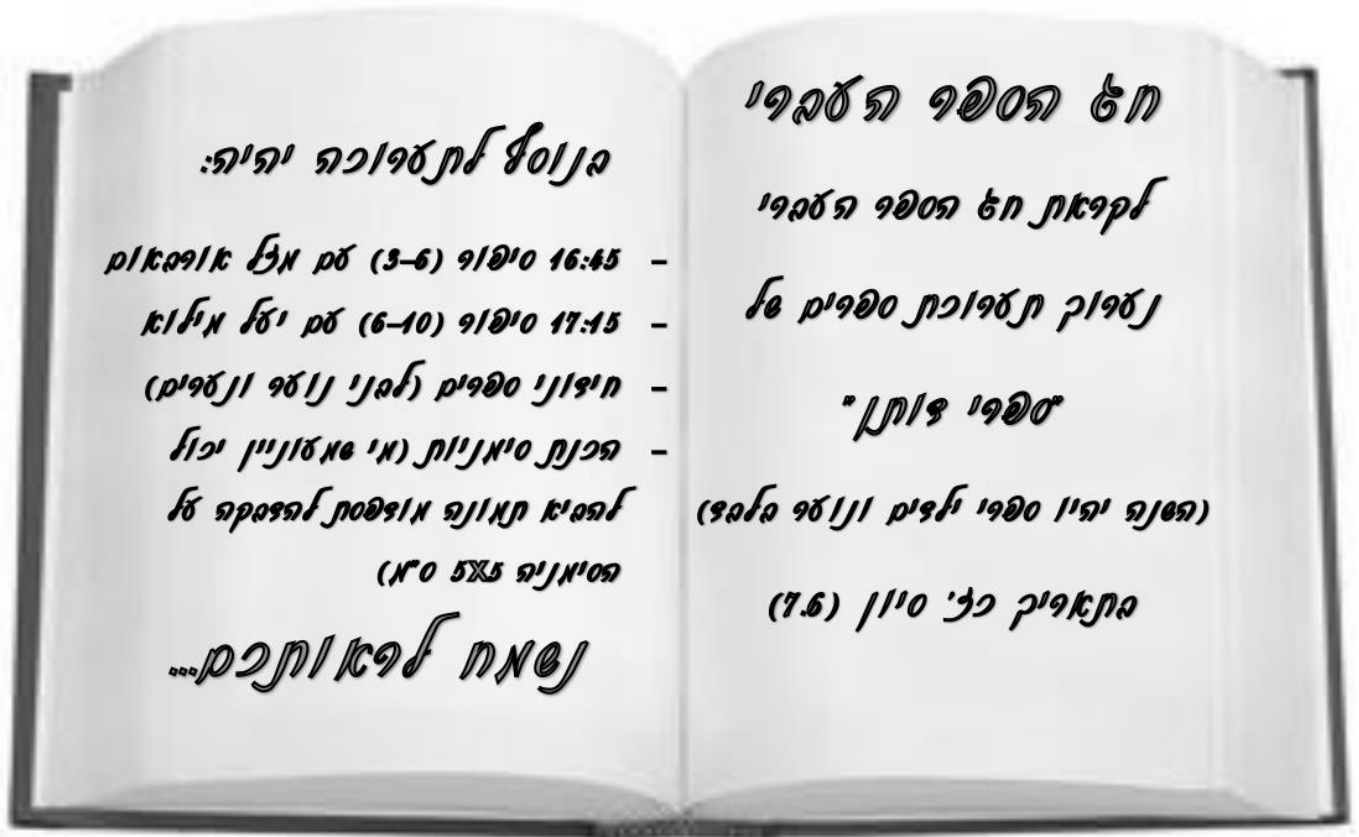 חג הספר העברי
לקראת חג הספר העברי
נערוך תערוכת ספרים של
"ספרי דותן"
(השנה יהיו ספרי ילדים ונוער בלבד)
בתאריך כז' סיון (7.6)
בנוסף לתערוכה יהיה:
- 16:45 סיפור (3-6) עם מזל אורבאום
- 17:15 סיפור (6-10) עם יעל מילוא
- חידוני ספרים (לבני נוער ונערים)
- הכנת סימניות (מי שמעוניין יכול
להביא תמונה מודפסת להדבקה על
הסימניה 5X5 ס"מ)
נשמח לראותכם...